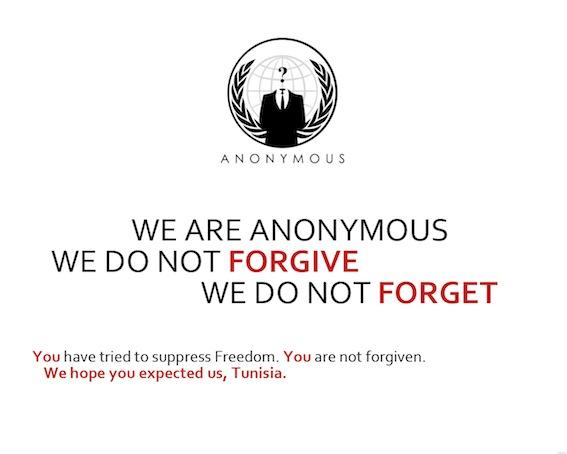 ?
ANONYMOUS
WE ARE ANONYMOUS
WE DO NOT FORGIVE
WE DO NOT FORGET
You have tried to suppress Freedom. You are not forgiven.
We hope you expected us, Tunisia.